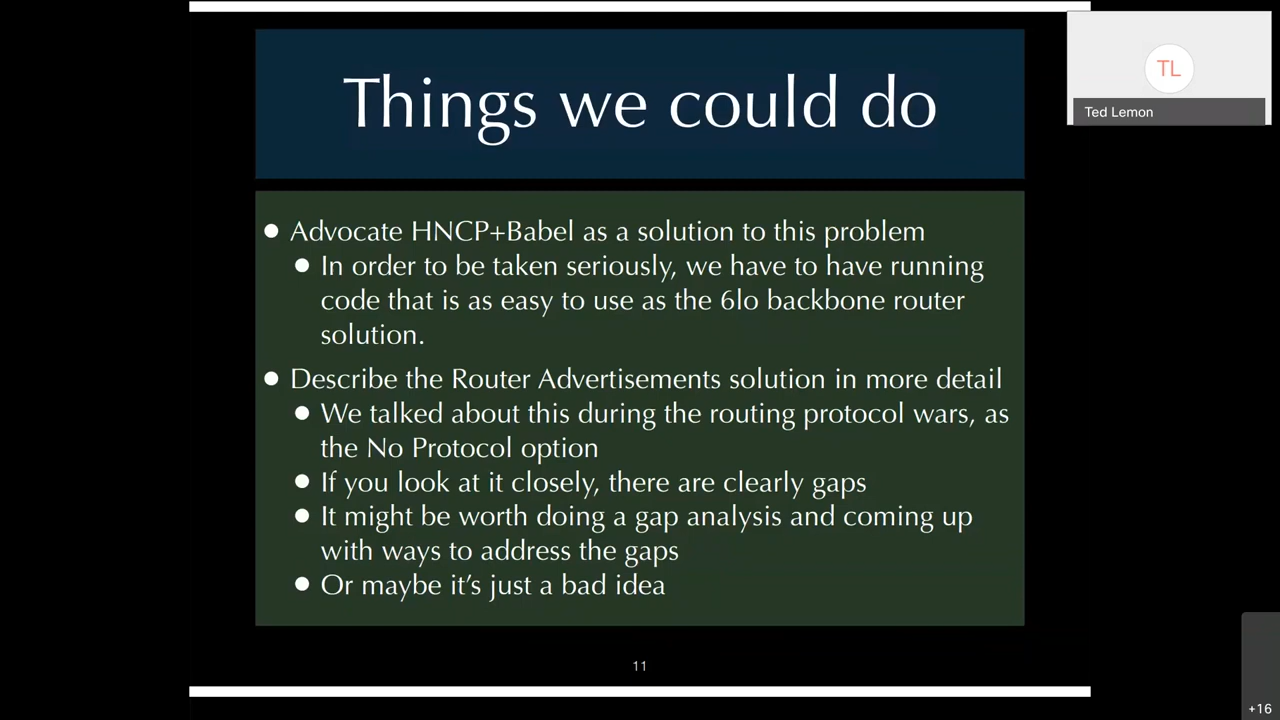 Things we could do
● Advocate HNCP+Babel as a solution to this problem
● In order to be taken seriously, we have to have running
code that is as easy to use as the 6lo backbone router
solution.
● Describe the Router Advertisements solution in more detail
● We talked about this during the routing protocol wars, as
the No Protocol option
● If you look at it closely, there are clearly gaps
● It might be worth doing a gap analysis and coming up
with ways to address the gaps
● Or maybe it’s just a bad idea
11
TL
Ted Lemon
+16